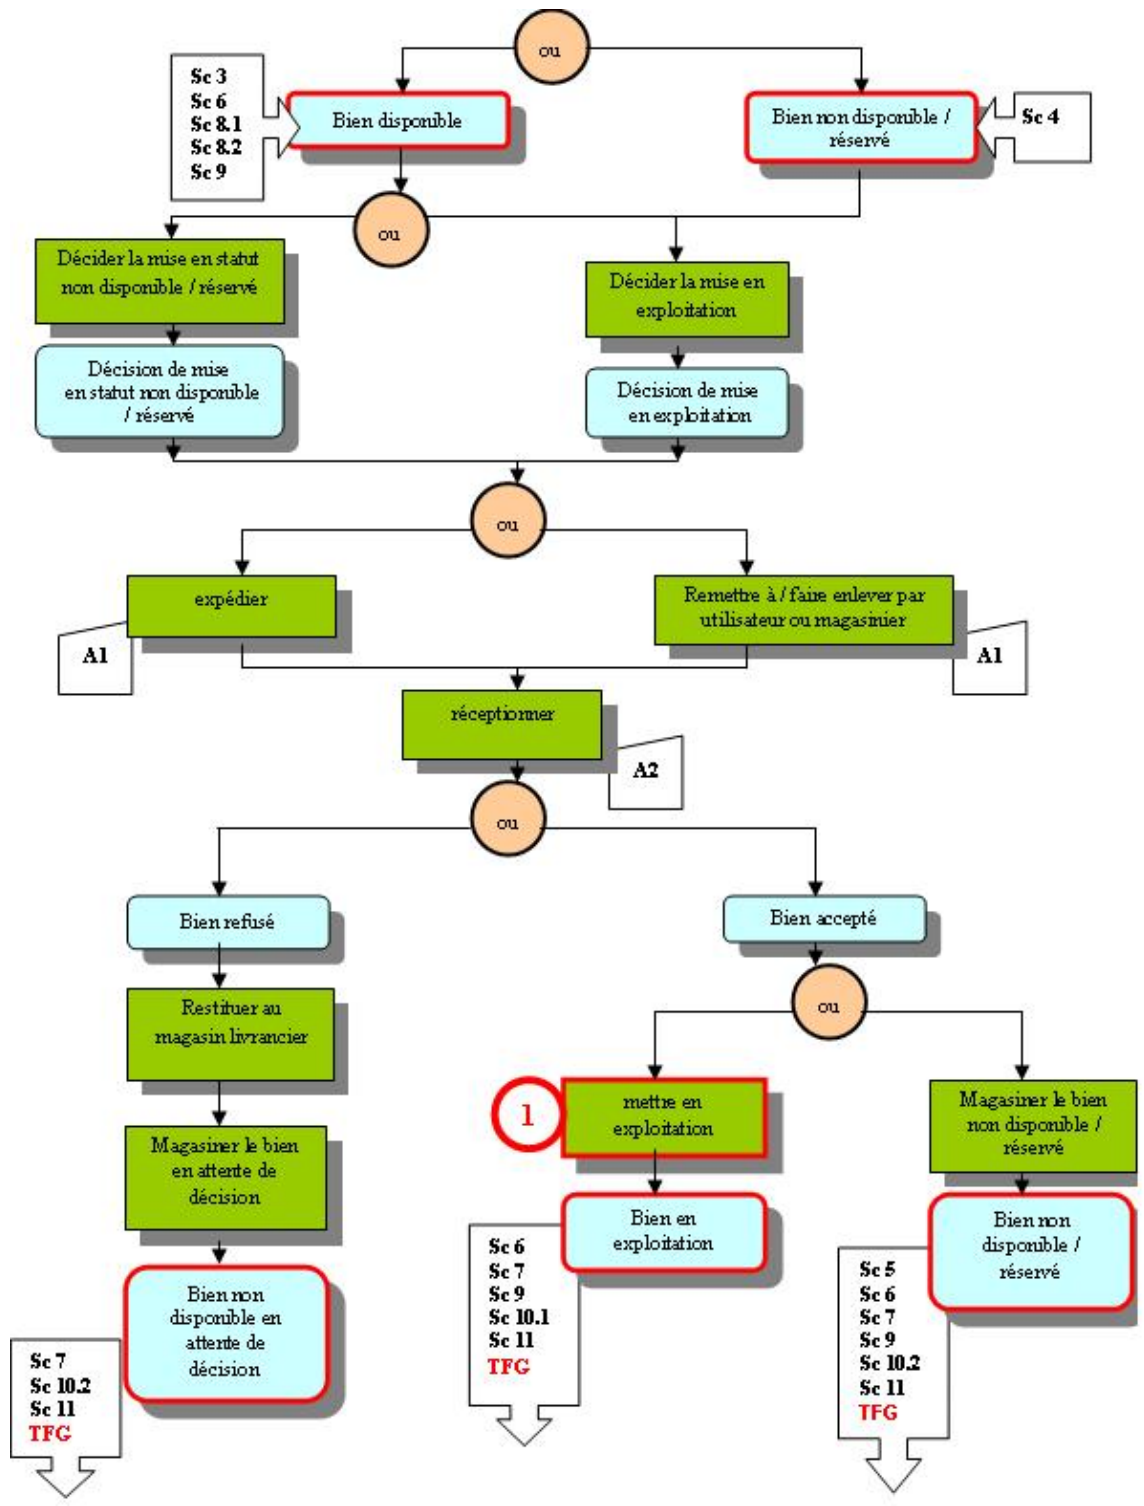 ou
Sc 3
Sc 6
Sc 8.1
Sc 8.2
Sc 9
Bien disponible
Bien non disponible /
réservé
Sc 4
ou
Décider la mise en statut
non disponible / réservé
Décider la mise en
exploitation
Décision de mise
en statut non disponible
/ réservé
Décision de mise
en exploitation
ou
expédier
A1
Remettre à / faire enlever par
utilisateur ou magasinier
A1
réceptionner
A2
ou
Bien refusé
Bien accepté
Restituer au
magasin livrancier
ou
1
mettre en
exploitation
Magasiner le bien
non disponible /
réservé
Magasiner le bien
en attente de
décision
Bien en
exploitation
Bien non
disponible /
réservé
Sc 6
Sc 7
Sc 9
Sc 10.1
Sc 11
TFG
Sc 5
Sc 6
Sc 7
Sc 9
Sc 10.2
Sc 11
TFG
Bien non
disponible en
attente de
décision
Sc 7
Sc 10.2
Sc 11
TFG